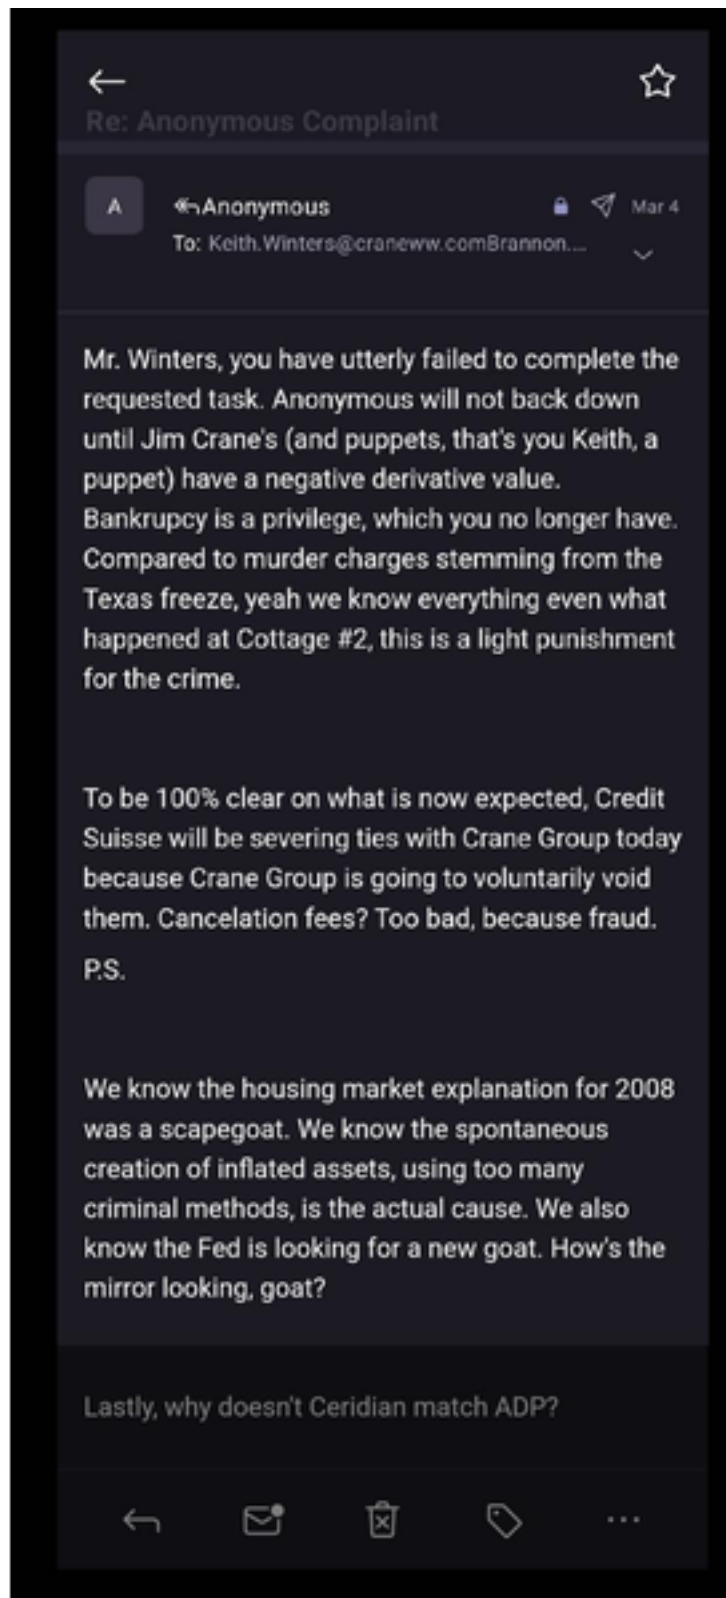 Re: Anonymous Complaint
A
Anonymous
Mar 4
To: Keith.Winters@craneww.comBrannon....
Mr. Winters, you have utterly failed to complete the
requested task. Anonymous will not back down
until Jim Crane's (and puppets, that's you Keith, a
puppet) have a negative derivative value.
Bankrupcy is a privilege, which you no longer have.
Compared to murder charges stemming from the
Texas freeze, yeah we know everything even what
happened at Cottage #2, this is a light punishment
for the crime.
To be 100% clear on what is now expected, Credit
Suisse will be severing ties with Crane Group today
because Crane Group is going to voluntarily void
them. Cancelation fees? Too bad, because fraud.
P.S.
We know the housing market explanation for 2008
was a scapegoat. We know the spontaneous
creation of inflated assets, using too many
criminal methods, is the actual cause. We also
know the Fed is looking for a new goat. How's the
mirror looking, goat?
Lastly, why doesn't Ceridian match ADP?